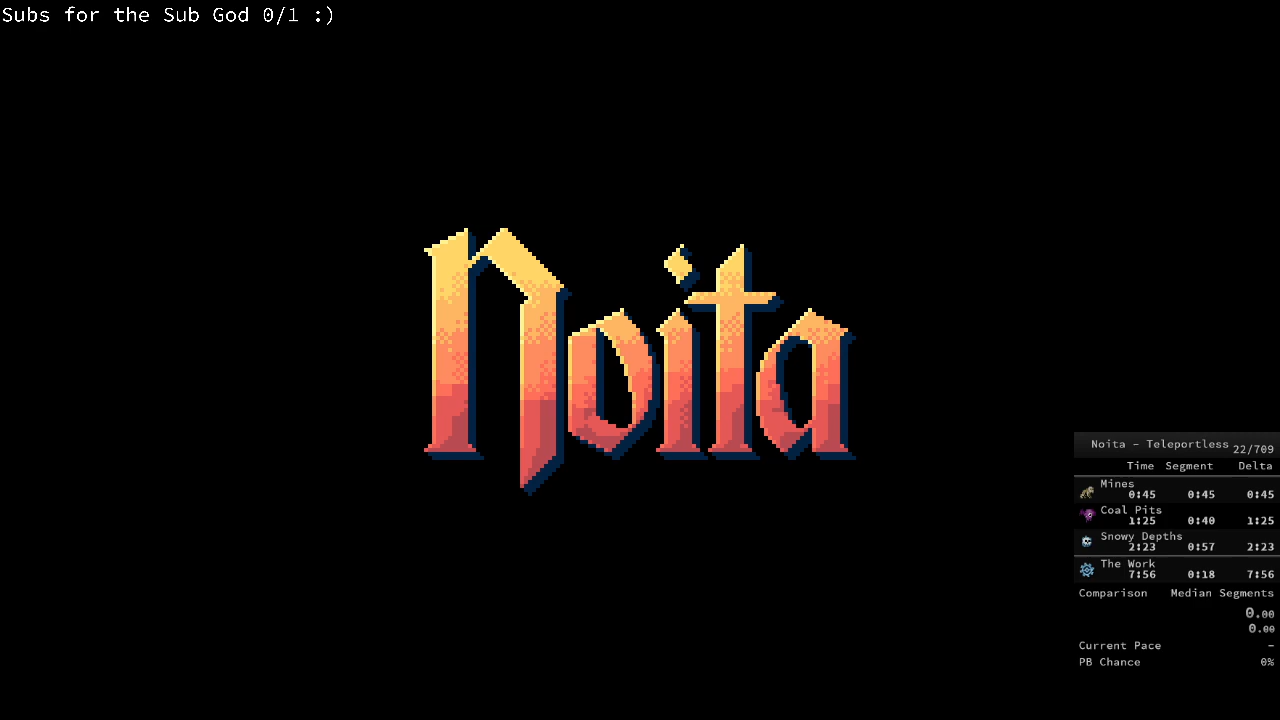 Subs for the Sub God 0/1 :)
Noita
Noita - Teleportless 22/709
Time Segment Delta
Mines
0:45 0:45 0:45
Coal Pits
1:25 0:40 1:25
Snowy Depths
2:23 0:57 2:23
The Work
7:56 0:18 7:56
Comparison Median Segments
0.00
0.00
Current Pace -
PB Chance 0%